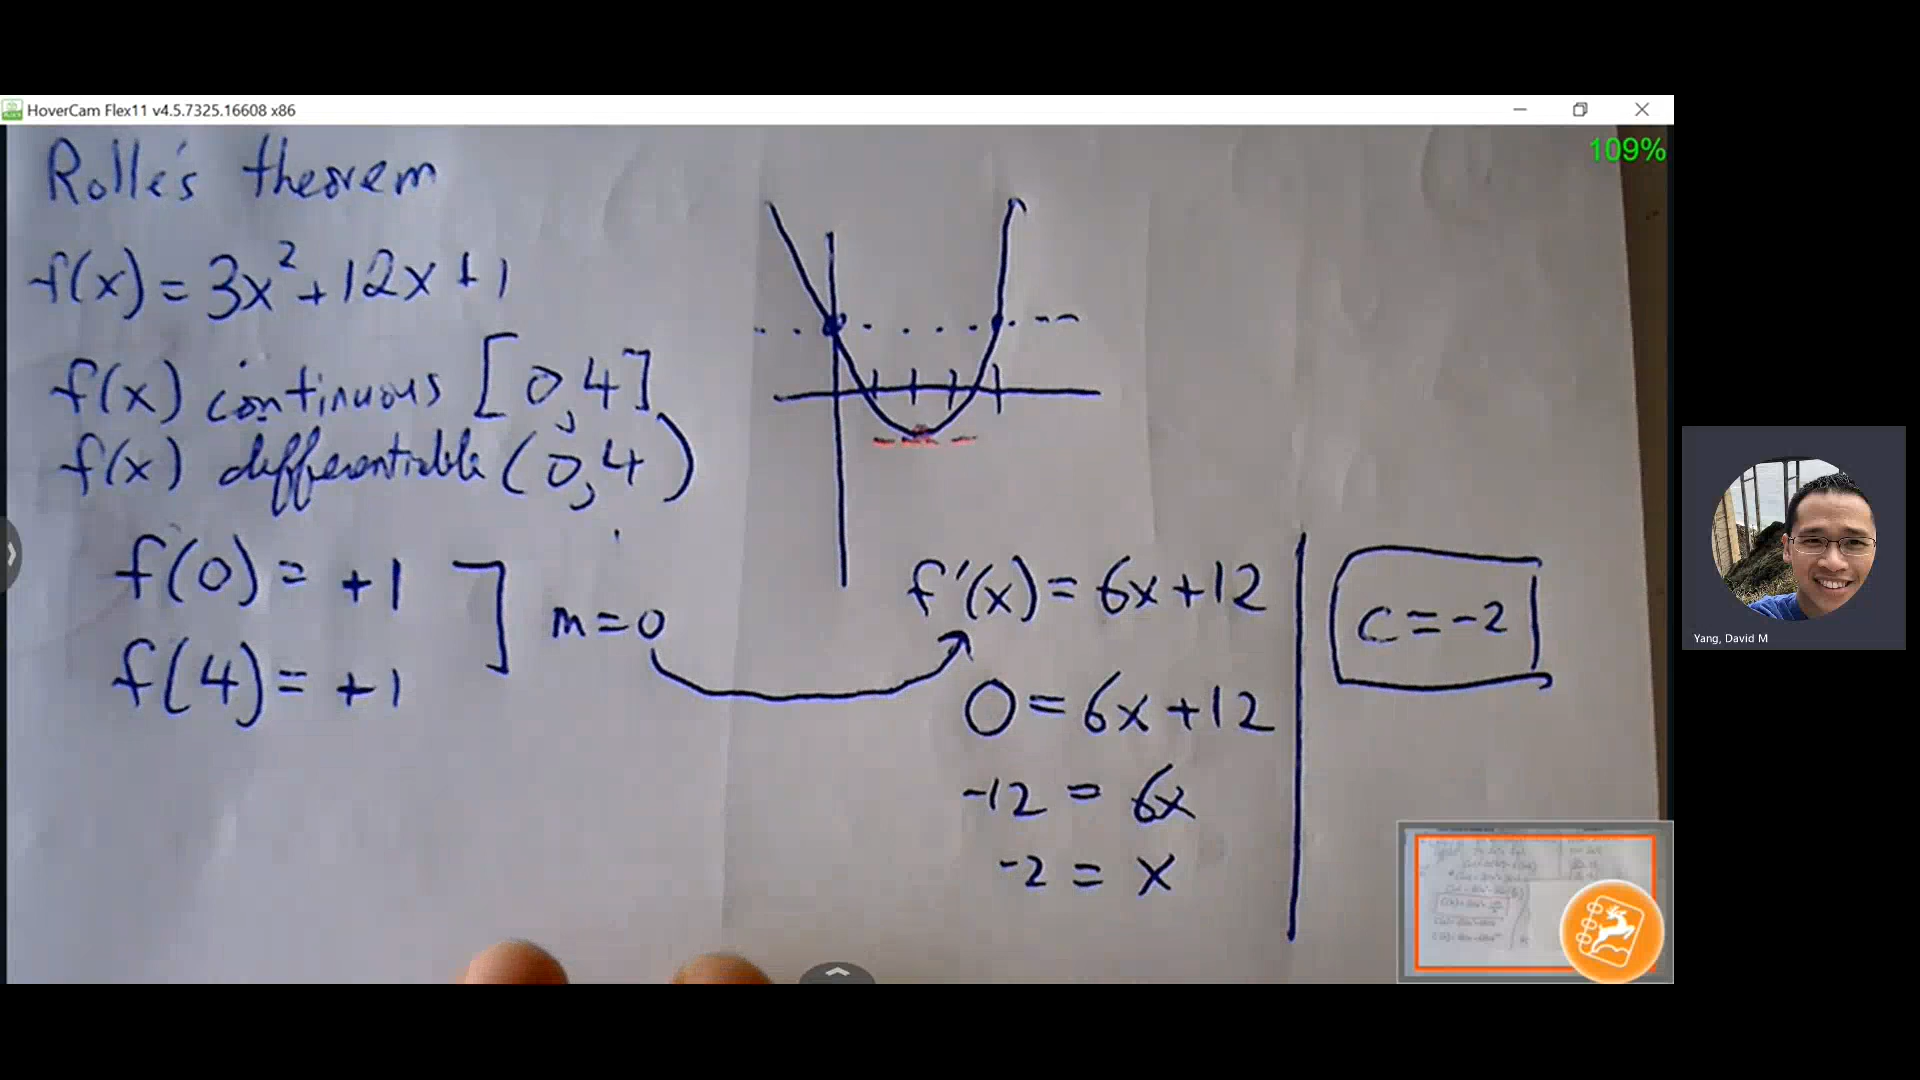 HoverCam Flex11 v4.5.7325.16608 x86
109%
Rolle's theorem
f(x) = 3x² + 12x + 1
f(x) continuous [0,4]
f(x) differentiable (0,4)
f(0) = +1
f(4) = +1
m = 0
f'(x) = 6x + 12
0 = 6x + 12
-12 = 6x
-2 = x
c = -2
Yang, David M